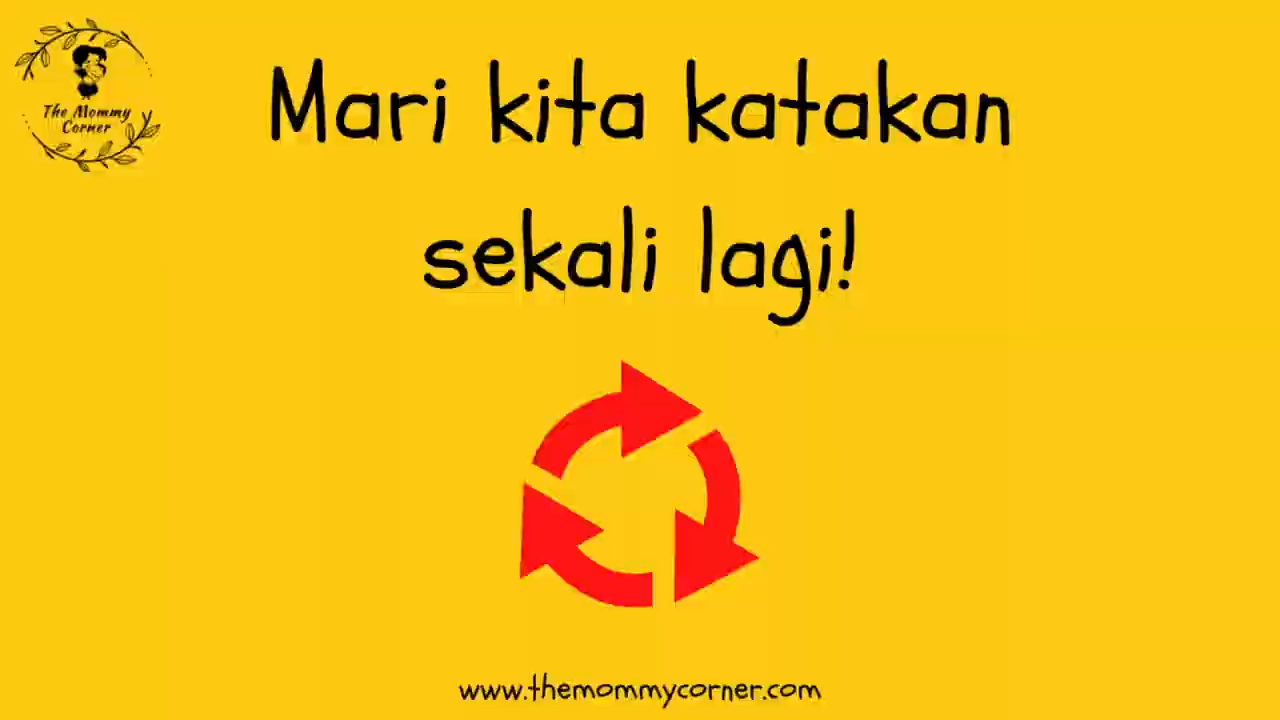 The Mommy
Corner
Mari kita katakan
sekali lagi!
www.themommycorner.com